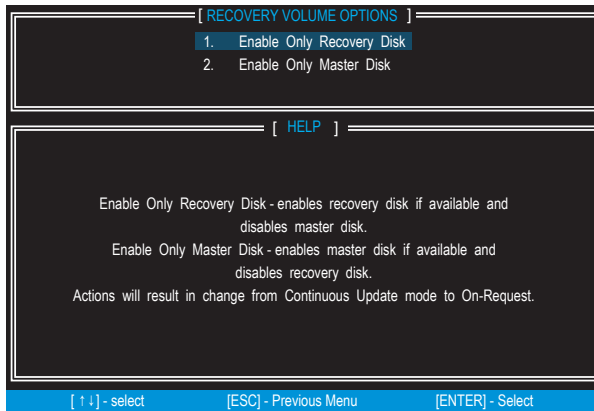 [ RECOVERY VOLUME OPTIONS ]
1. Enable Only Recovery Disk
2. Enable Only Master Disk
[ HELP ]
Enable Only Recovery Disk - enables recovery disk if available and
disables master disk.
Enable Only Master Disk - enables master disk if available and
disables recovery disk.
Actions will result in change from Continuous Update mode to On-Request.
[ ↑↓] - select [ESC] - Previous Menu [ENTER] - Select